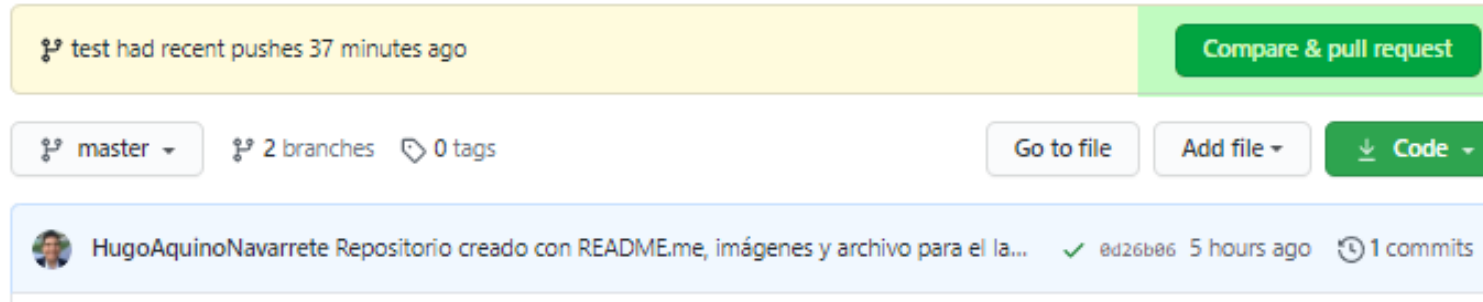 test had recent pushes 37 minutes ago Compare & pull request
master 2 branches 0 tags Go to file Add file Code
HugoAquinoNavarrete Repositorio creado con README.me, imágenes y archivo para el la... 0d26b06 5 hours ago 1 commits